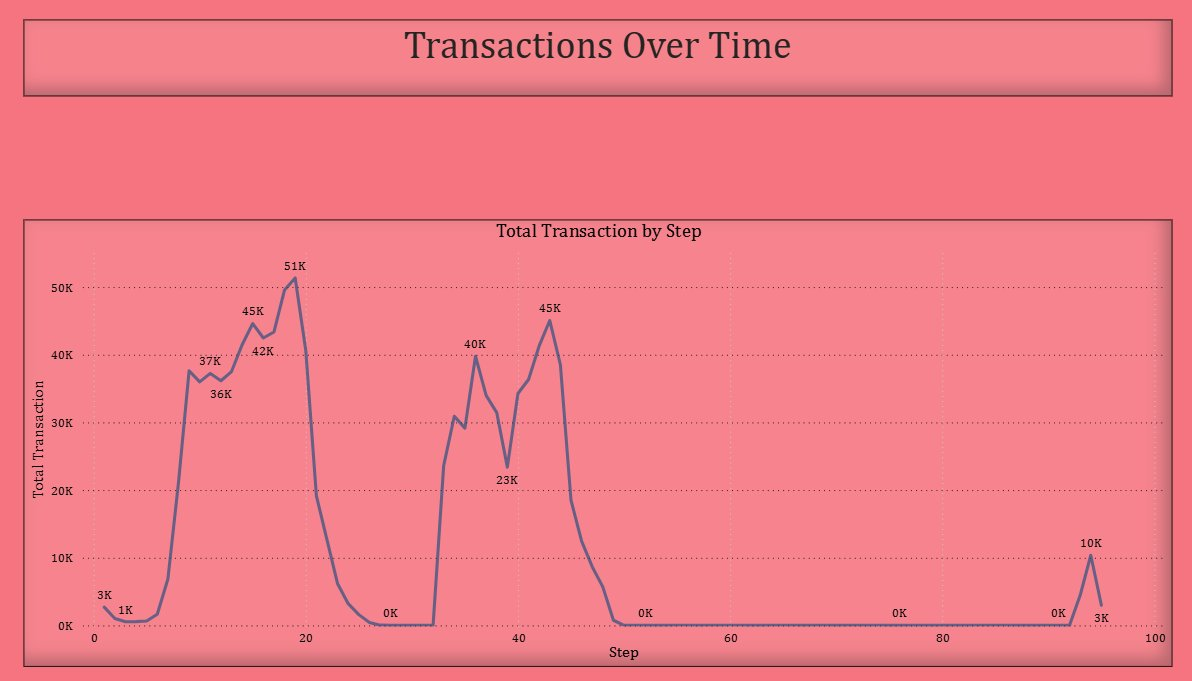 Transactions Over Time
Total Transaction by Step
Total Transaction
50K
40K
30K
20K
10K
0K
3K
1K
37K
36K
45K
42K
51K
0K
40K
23K
45K
0K
0K
0K
10K
3K
0
20
40
60
80
100
Step